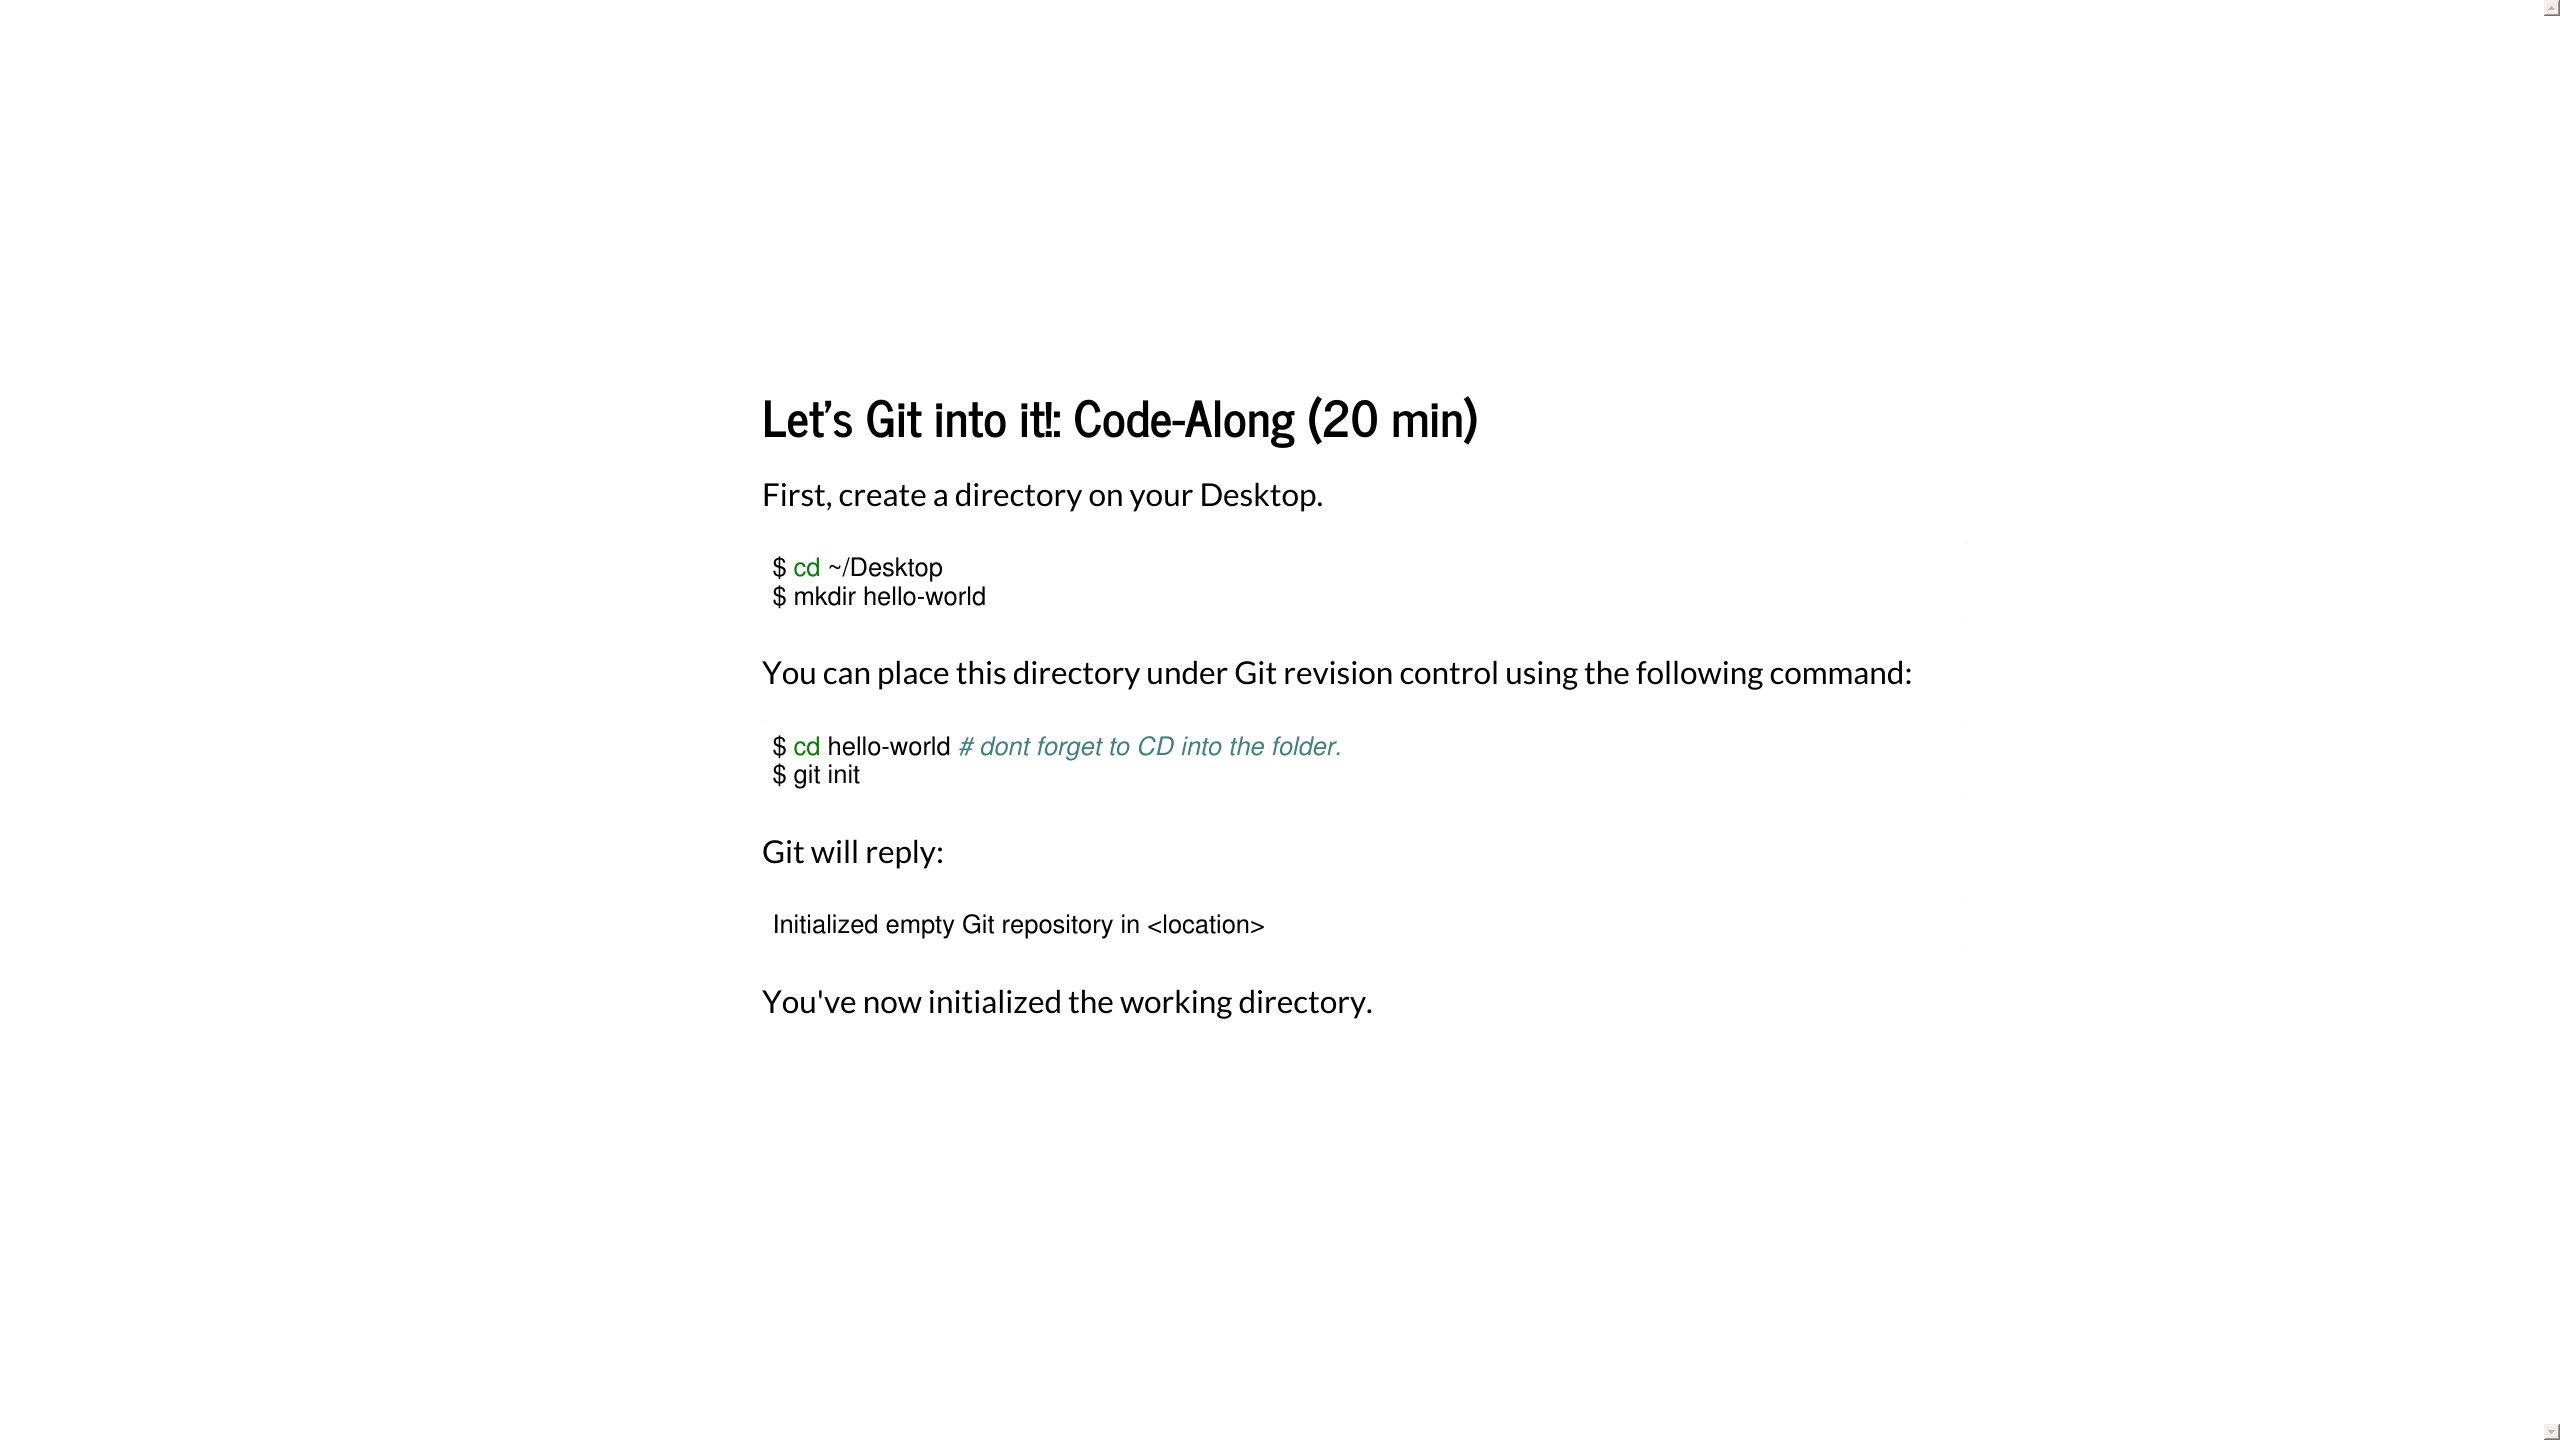 Let's Git into it!: Code-Along (20 min)
First, create a directory on your Desktop.
$ cd ~/Desktop
$ mkdir hello-world
You can place this directory under Git revision control using the following command:
$ cd hello-world # dont forget to CD into the folder.
$ git init
Git will reply:
Initialized empty Git repository in <location>
You've now initialized the working directory.